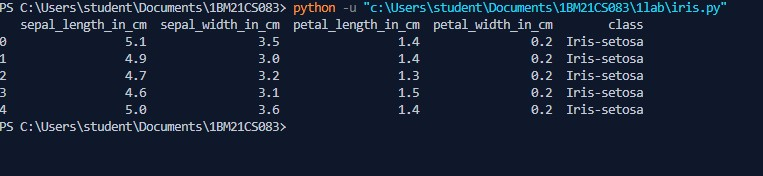 PS C:\Users\student\Documents\1BM21CS083> python -u "c:\Users\student\Documents\1BM21CS083\1lab\iris.py"
sepal_length_in_cm sepal_width_in_cm petal_length_in_cm petal_width_in_cm class
0 5.1 3.5 1.4 0.2 Iris-setosa
1 4.9 3.0 1.4 0.2 Iris-setosa
2 4.7 3.2 1.3 0.2 Iris-setosa
3 4.6 3.1 1.5 0.2 Iris-setosa
4 5.0 3.6 1.4 0.2 Iris-setosa
PS C:\Users\student\Documents\1BM21CS083>